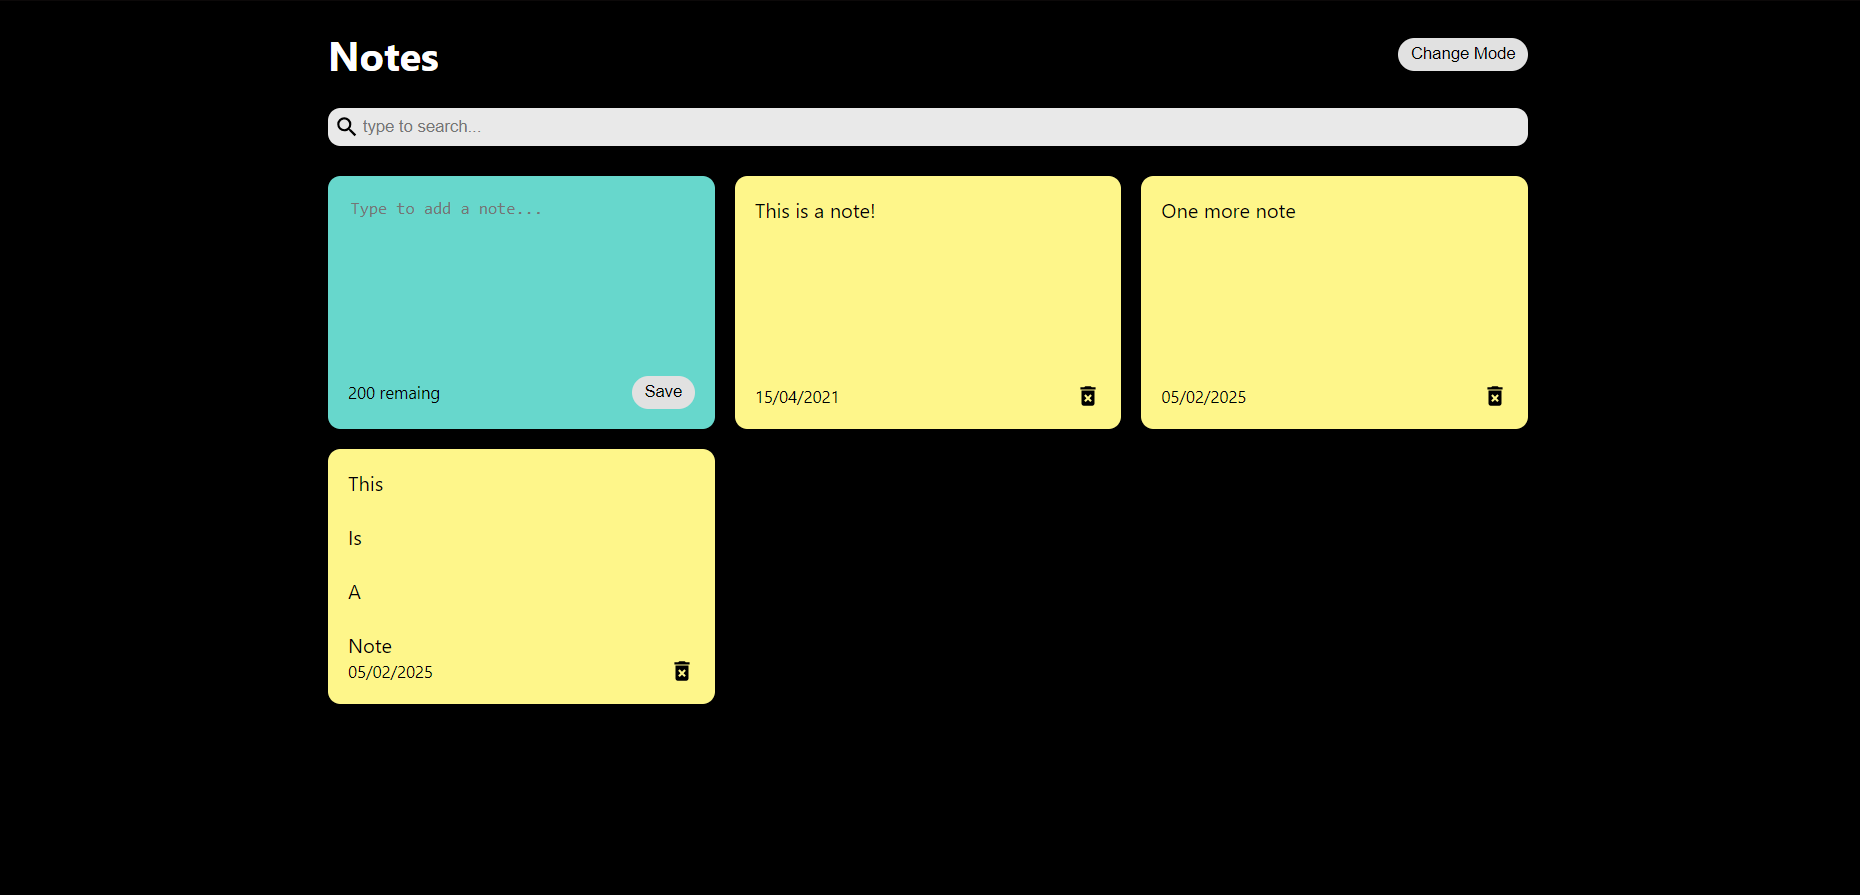 Notes
Change Mode
type to search...
Type to add a note...
200 remaing
Save
This is a note!
15/04/2021
One more note
05/02/2025
This
Is
A
Note
05/02/2025